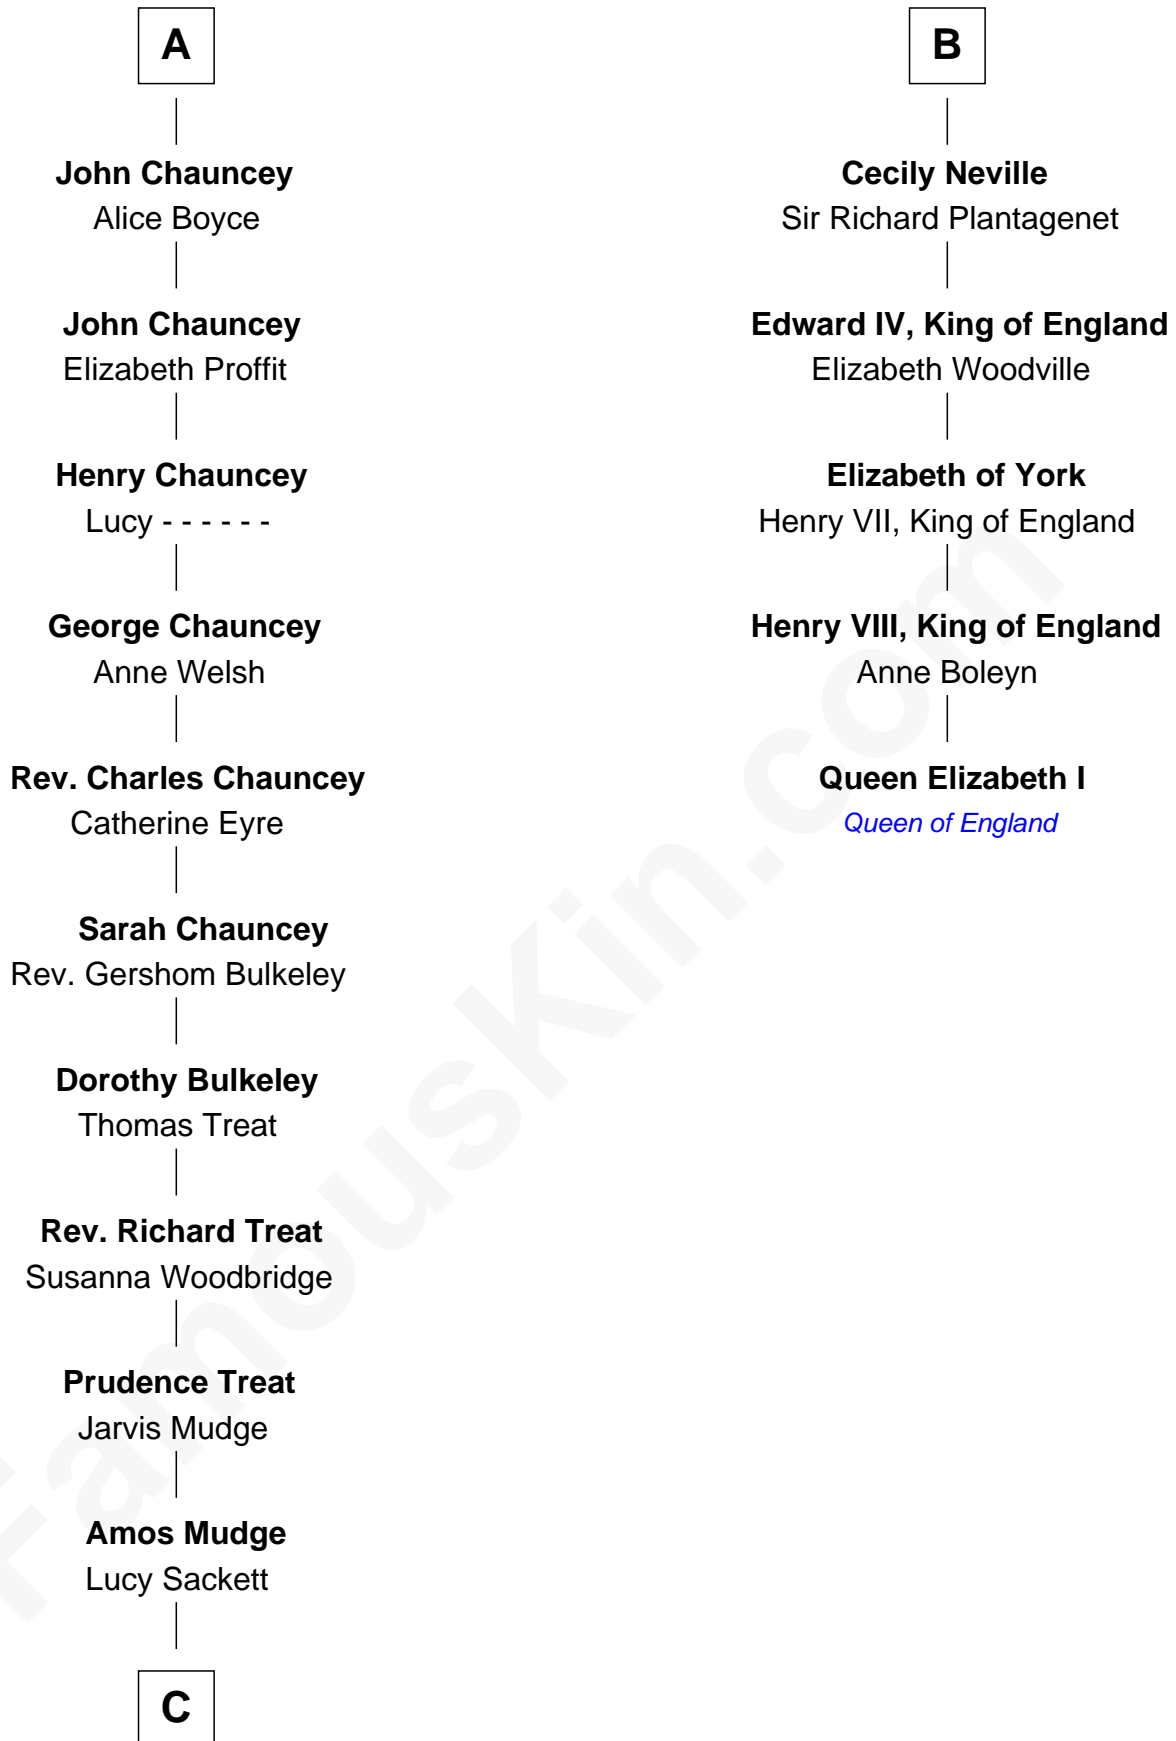 A
John Chauncey
Alice Boyce
John Chauncey
Elizabeth Proffit
Henry Chauncey
Lucy - - - - - -
George Chauncey
Anne Welsh
Rev. Charles Chauncey
Catherine Eyre
Sarah Chauncey
Rev. Gershom Bulkeley
Dorothy Bulkeley
Thomas Treat
Rev. Richard Treat
Susanna Woodbridge
Prudence Treat
Jarvis Mudge
Amos Mudge
Lucy Sackett
C
B
Cecily Neville
Sir Richard Plantagenet
Edward IV, King of England
Elizabeth Woodville
Elizabeth of York
Henry VII, King of England
Henry VIII, King of England
Anne Boleyn
Queen Elizabeth I
Queen of England
FamousKin.com